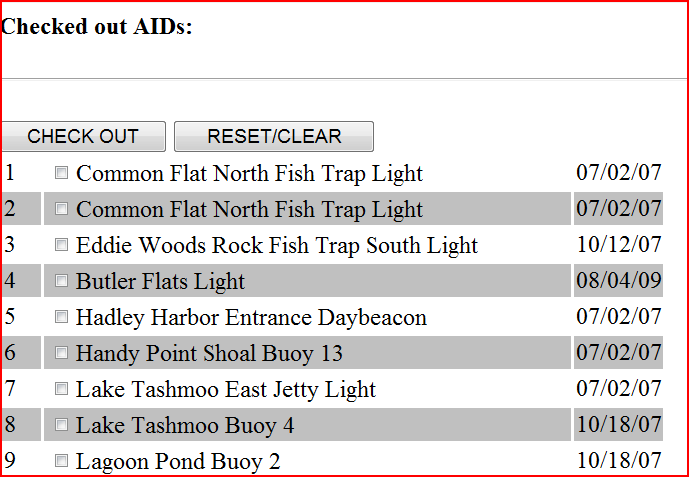 Checked out AIDs:
CHECK OUT RESET/CLEAR
1 Common Flat North Fish Trap Light 07/02/07
2 Common Flat North Fish Trap Light 07/02/07
3 Eddie Woods Rock Fish Trap South Light 10/12/07
4 Butler Flats Light 08/04/09
5 Hadley Harbor Entrance Daybeacon 07/02/07
6 Handy Point Shoal Buoy 13 07/02/07
7 Lake Tashmoo East Jetty Light 07/02/07
8 Lake Tashmoo Buoy 4 10/18/07
9 Lagoon Pond Buoy 2 10/18/07